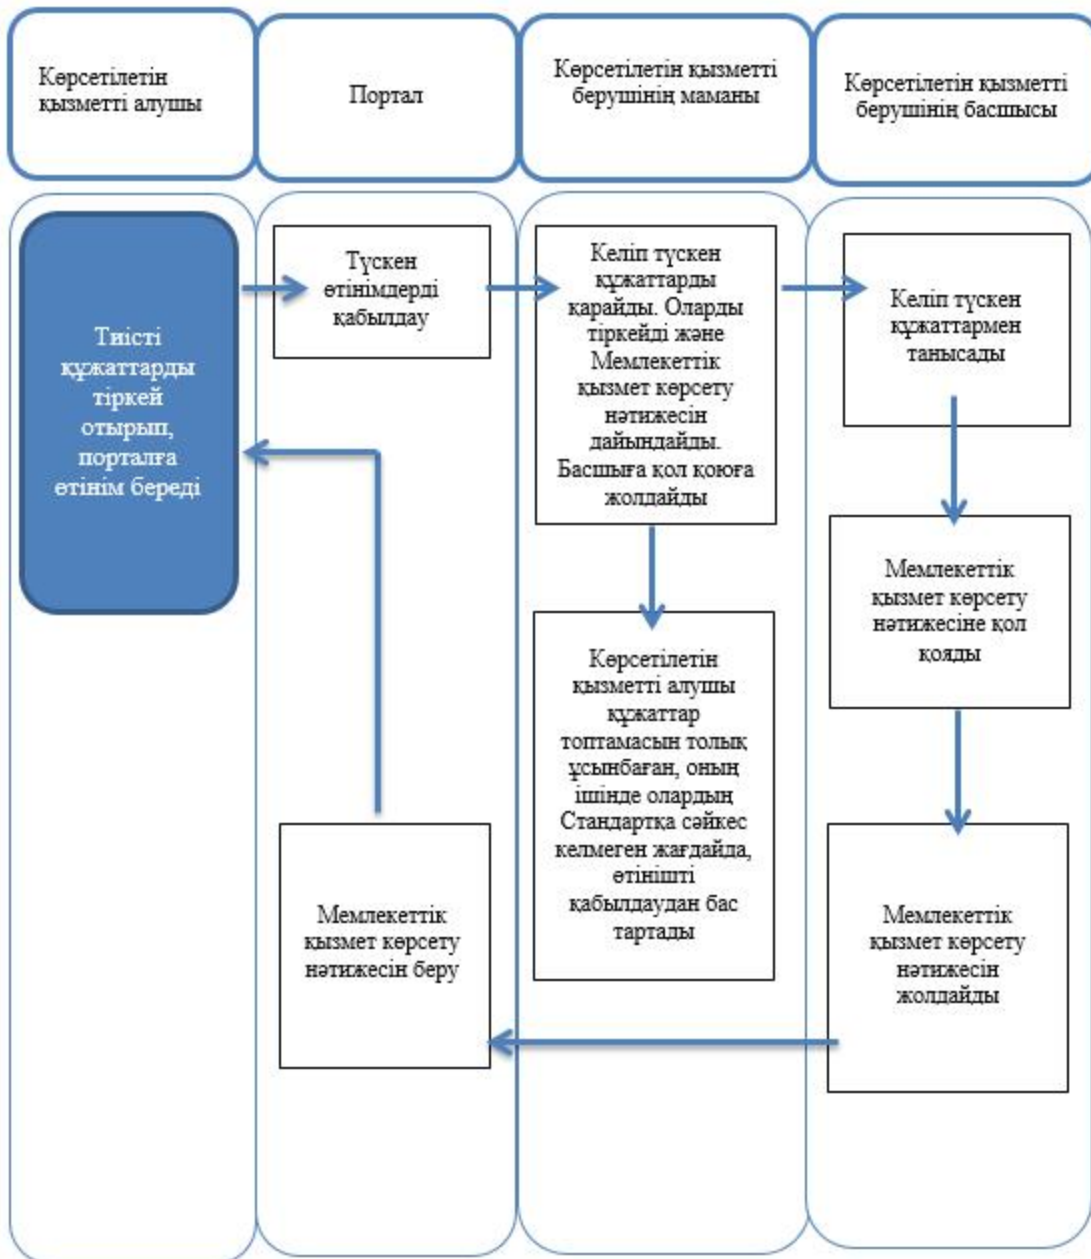 Көрсетілетін
қызметті алушы
Портал
Көрсетілетін қызметті
берушінің маманы
Көрсетілетін қызметті
берушінің басшысы
Тиісті
құжаттарды
тіркей
отырып,
порталға
өтінім береді
Түскен
өтінімдерді
қабылдау
Келіп түскен
құжаттарды
қарайды. Оларды
тіркейді және
Мемлекеттік
қызмет көрсету
нәтижесін
дайындайды.
Басшыға қол қоюға
жолдайды
Келіп түскен
құжаттармен
танысады
Мемлекеттік
қызмет көрсету
нәтижесіне қол
қояды
Көрсетілетін
қызметті алушы
құжаттар
топтамасын толық
ұсынбаған, оның
ішінде олардың
Стандартқа сәйкес
келмеген жағдайда,
өтінішті
қабылдаудан бас
тартады
Мемлекеттік
қызмет көрсету
нәтижесін беру
Мемлекеттік
қызмет көрсету
нәтижесін
жолдайды